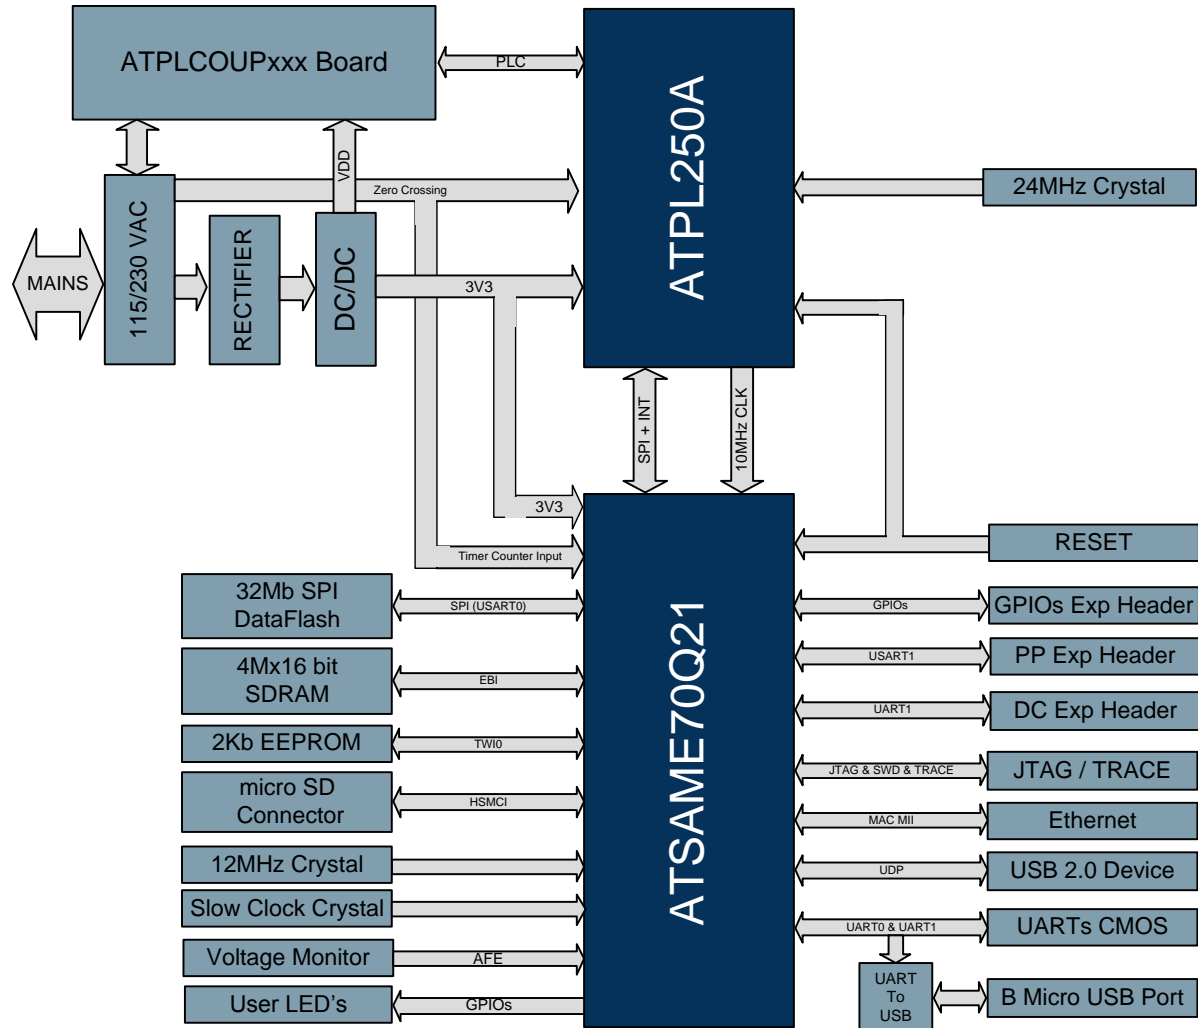 ATPLCOUPxxx Board
PLC
ATPL250A
VDD
Zero Crossing
24MHz Crystal
MAINS
115/230 VAC
RECTIFIER
DC/DC
3V3
SPI + INT
10MHz CLK
3V3
Timer Counter Input
RESET
ATSAME70Q21
32Mb SPI
DataFlash
SPI (USART0)
GPIOs
GPIOs Exp Header
4Mx16 bit
SDRAM
EBI
USART1
PP Exp Header
UART1
DC Exp Header
2Kb EEPROM
TWI0
JTAG & SWD & TRACE
JTAG / TRACE
micro SD
Connector
HSMCI
MAC MII
Ethernet
12MHz Crystal
UDP
USB 2.0 Device
Slow Clock Crystal
UART0 & UART1
UARTs CMOS
Voltage Monitor
AFE
User LED's
GPIOs
UART
To
USB
B Micro USB Port